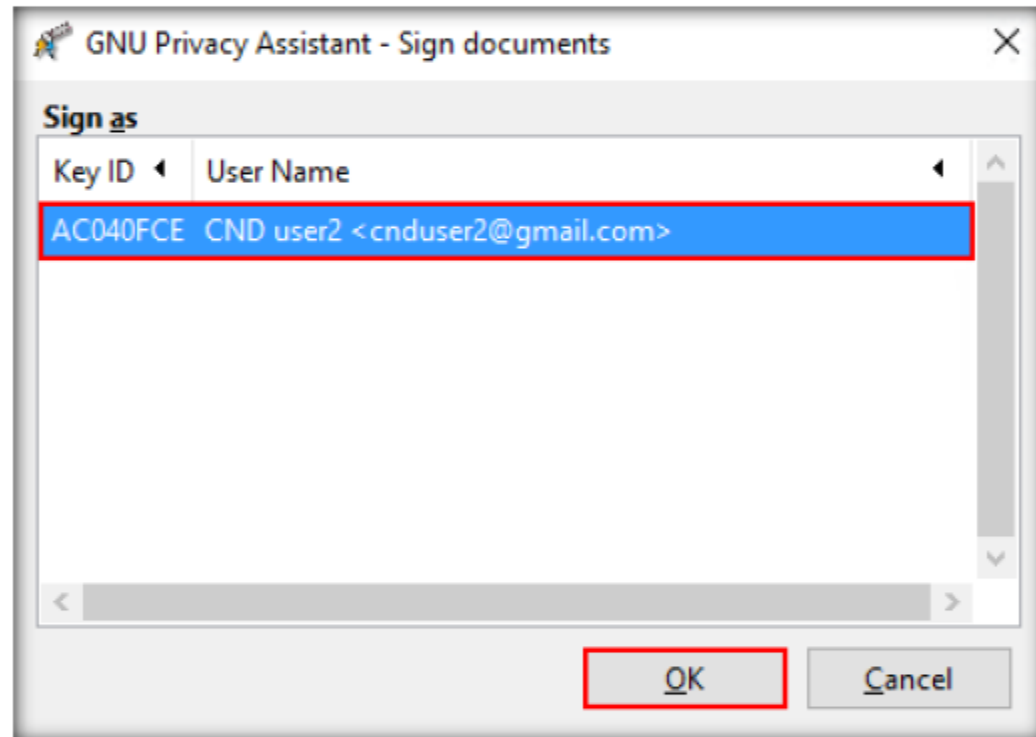 GNU Privacy Assistant - Sign documents
Sign as
Key ID User Name
AC040FCE CND user2 <cnduser2@gmail.com>
OK Cancel